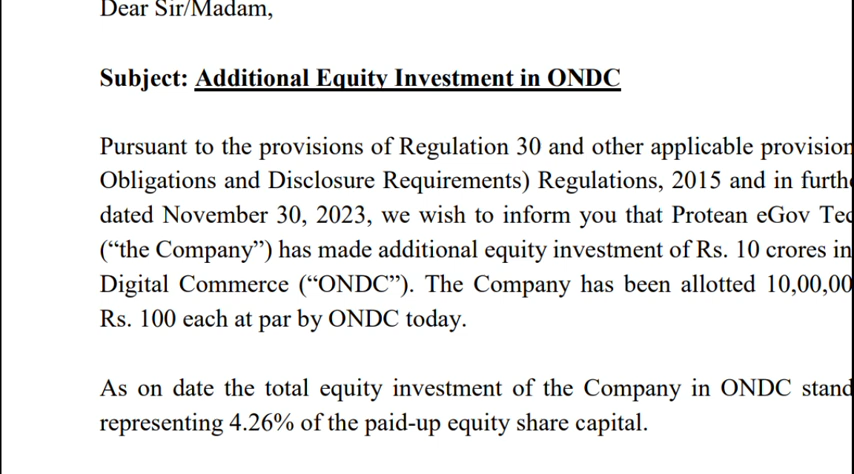 Dear Sir/Madam,
Subject: Additional Equity Investment in ONDC
Pursuant to the provisions of Regulation 30 and other applicable provision
Obligations and Disclosure Requirements) Regulations, 2015 and in furth
dated November 30, 2023, we wish to inform you that Protean eGov Tec
(“the Company”) has made additional equity investment of Rs. 10 crores in
Digital Commerce (“ONDC”). The Company has been allotted 10,00,00
Rs. 100 each at par by ONDC today.
As on date the total equity investment of the Company in ONDC stand
representing 4.26% of the paid-up equity share capital.